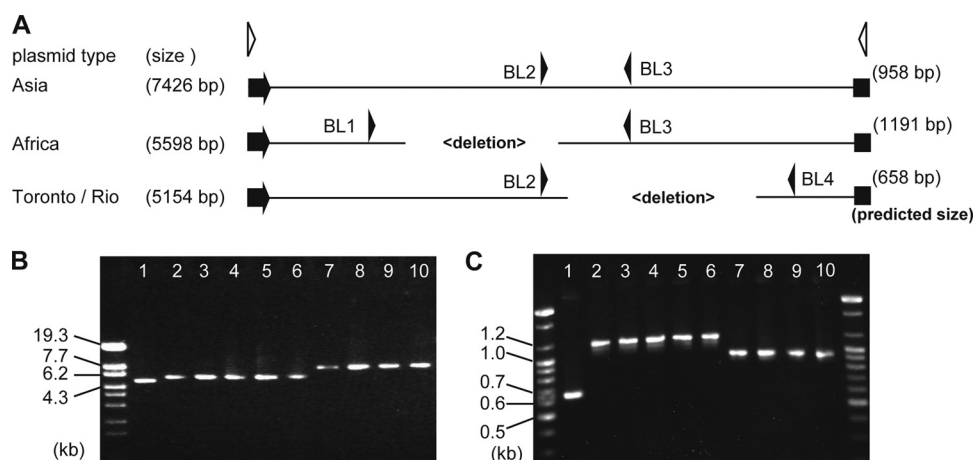 A
plasmid type (size)
Asia (7426 bp) BL2 BL3 (958 bp)
Africa (5598 bp) BL1 <deletion> BL3 (1191 bp)
Toronto / Rio (5154 bp) BL2 <deletion> BL4 (658 bp)
(predicted size)
B
1 2 3 4 5 6 7 8 9 10
19.3
7.7
6.2
4.3
(kb)
C
1 2 3 4 5 6 7 8 9 10
1.2
1.0
0.7
0.6
0.5
(kb)